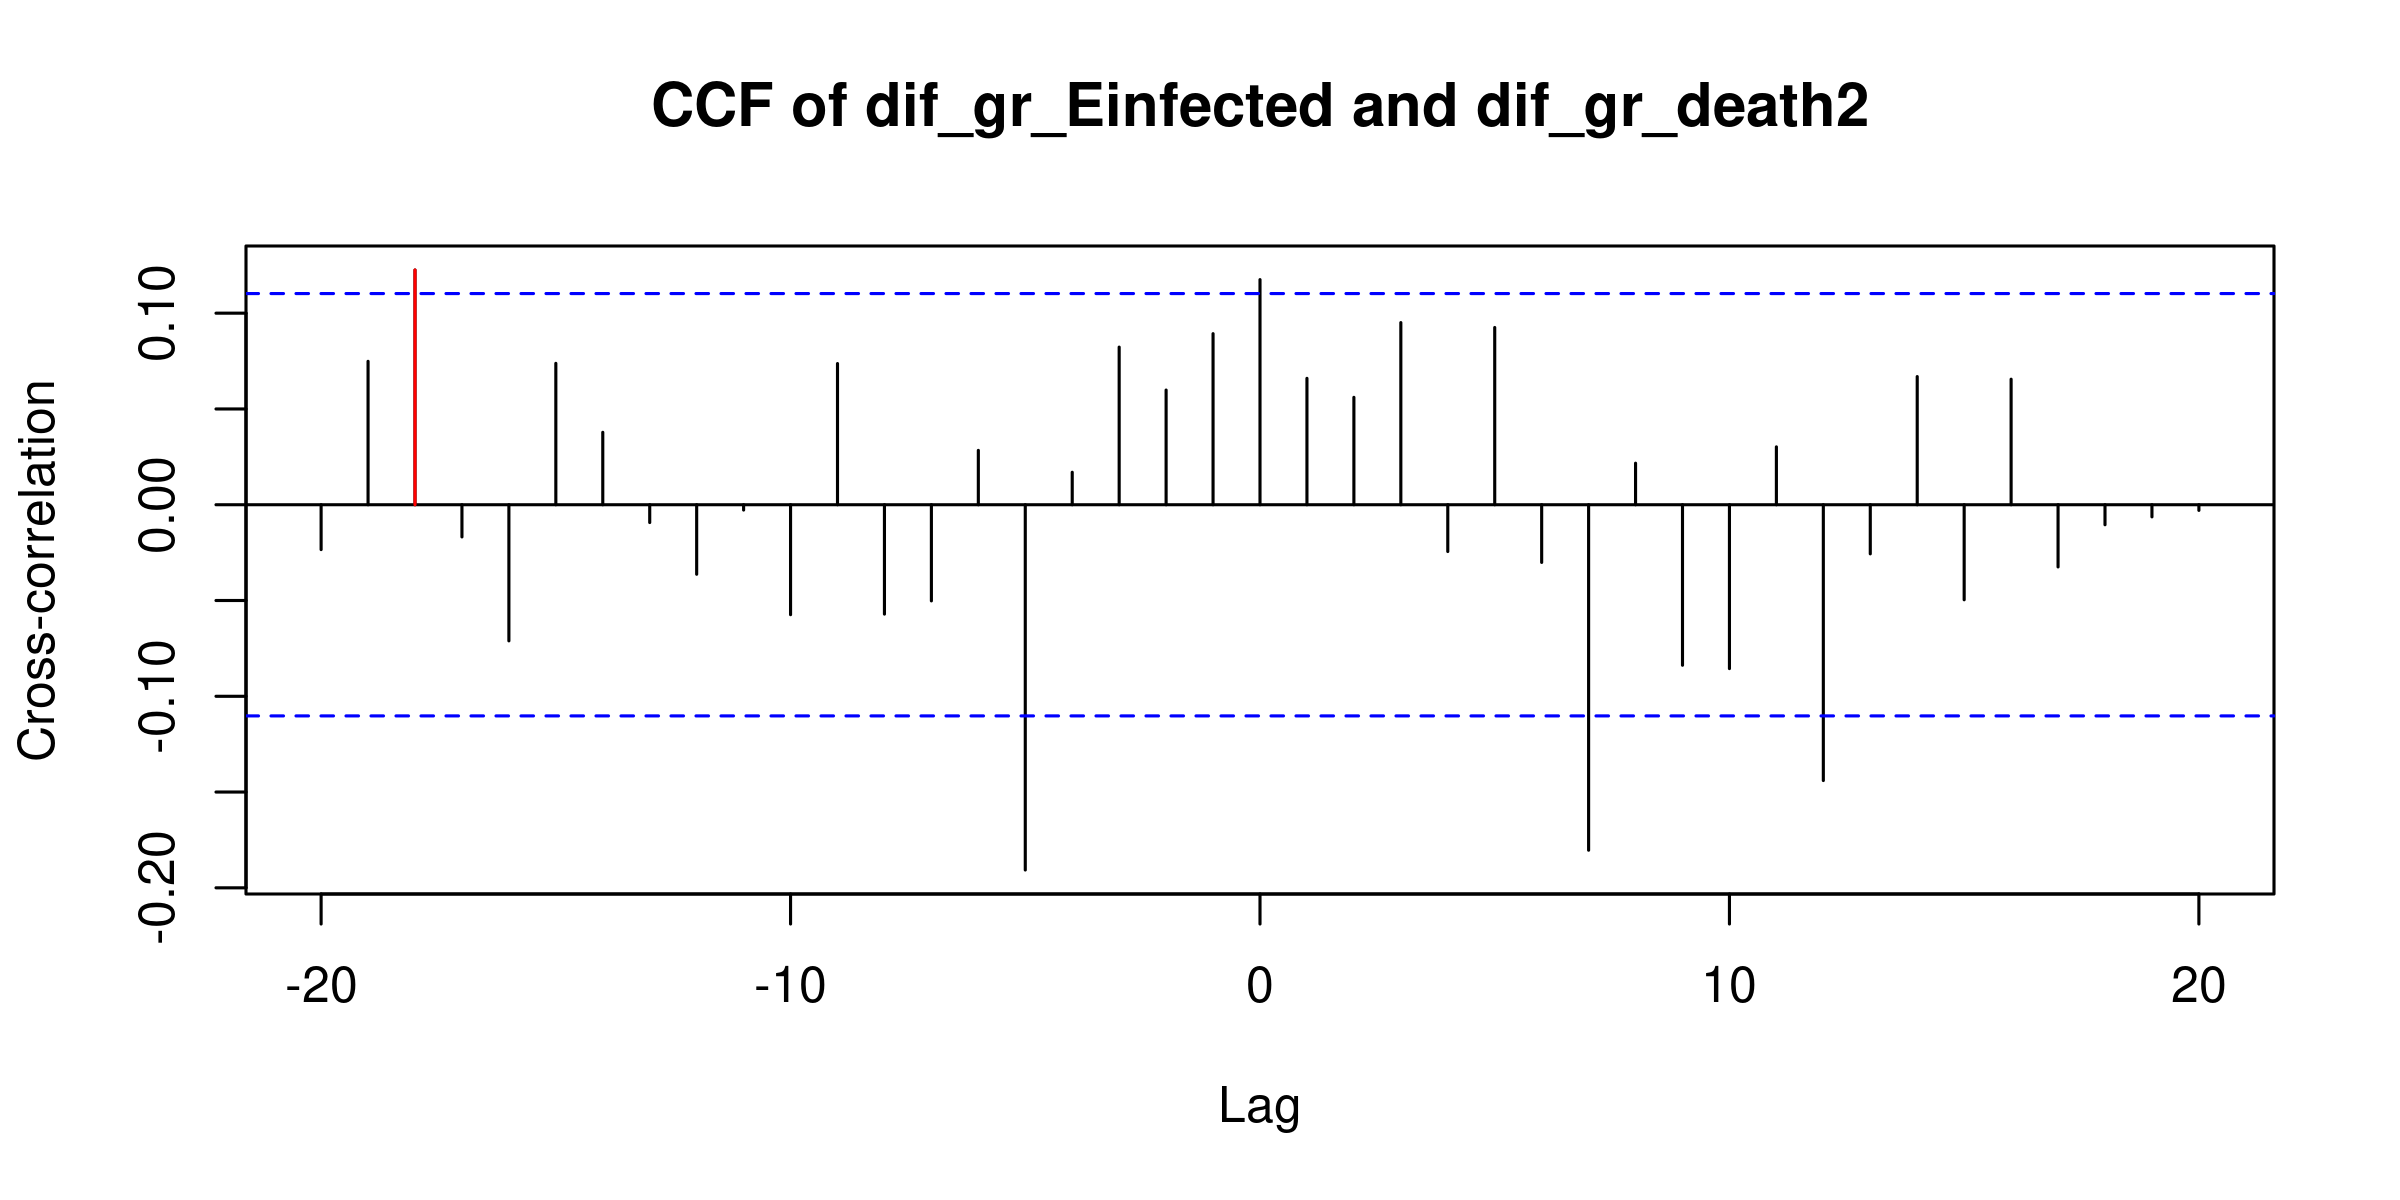 CCF of dif_gr_Einfected and dif_gr_death2
Cross-correlation
0.10
0.00
-0.10
-0.20
-20 -10 0 10 20
Lag